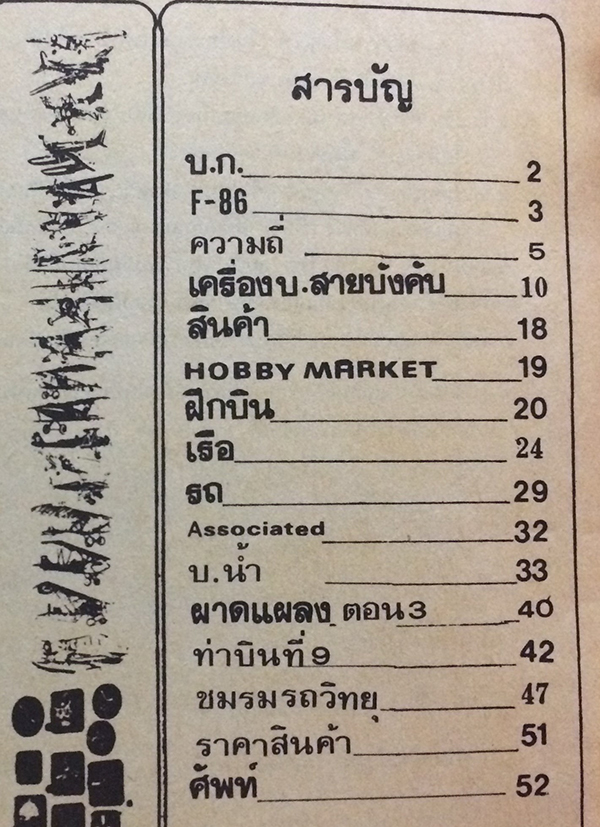 สารบัญ
บ.ก. 2
F-86 3
ความถี่ 5
เครื่องบ.สายบังคับ 10
สินค้า 18
HOBBY MARKET 19
ฝึกบิน 20
เรือ 24
รถ 29
Associated 32
บ.น้ำ 33
ผาดแผลง ตอน3 40
ท่าบินที่9 42
ชมรมรถวิทยุ 47
ราคาสินค้า 51
ศัพท์ 52